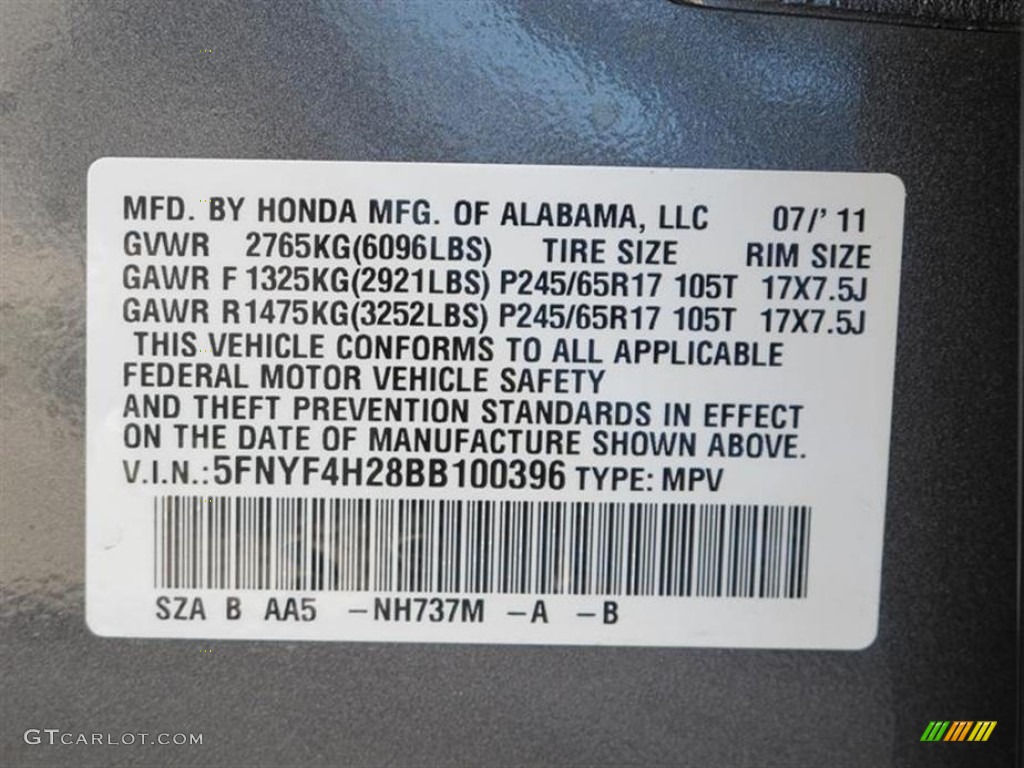 MFD. BY HONDA MFG. OF ALABAMA, LLC 07/' 11
GVWR 2765KG(6096LBS) TIRE SIZE RIM SIZE
GAWR F 1325KG(2921LBS) P245/65R17 105T 17X7.5J
GAWR R1475KG(3252LBS) P245/65R17 105T 17X7.5J
THIS VEHICLE CONFORMS TO ALL APPLICABLE
FEDERAL MOTOR VEHICLE SAFETY
AND THEFT PREVENTION STANDARDS IN EFFECT
ON THE DATE OF MANUFACTURE SHOWN ABOVE.
V.I.N.: 5FNYF4H28BB100396 TYPE: MPV
SZA B AA5 –NH737M –A –B
GTCARLOT.COM